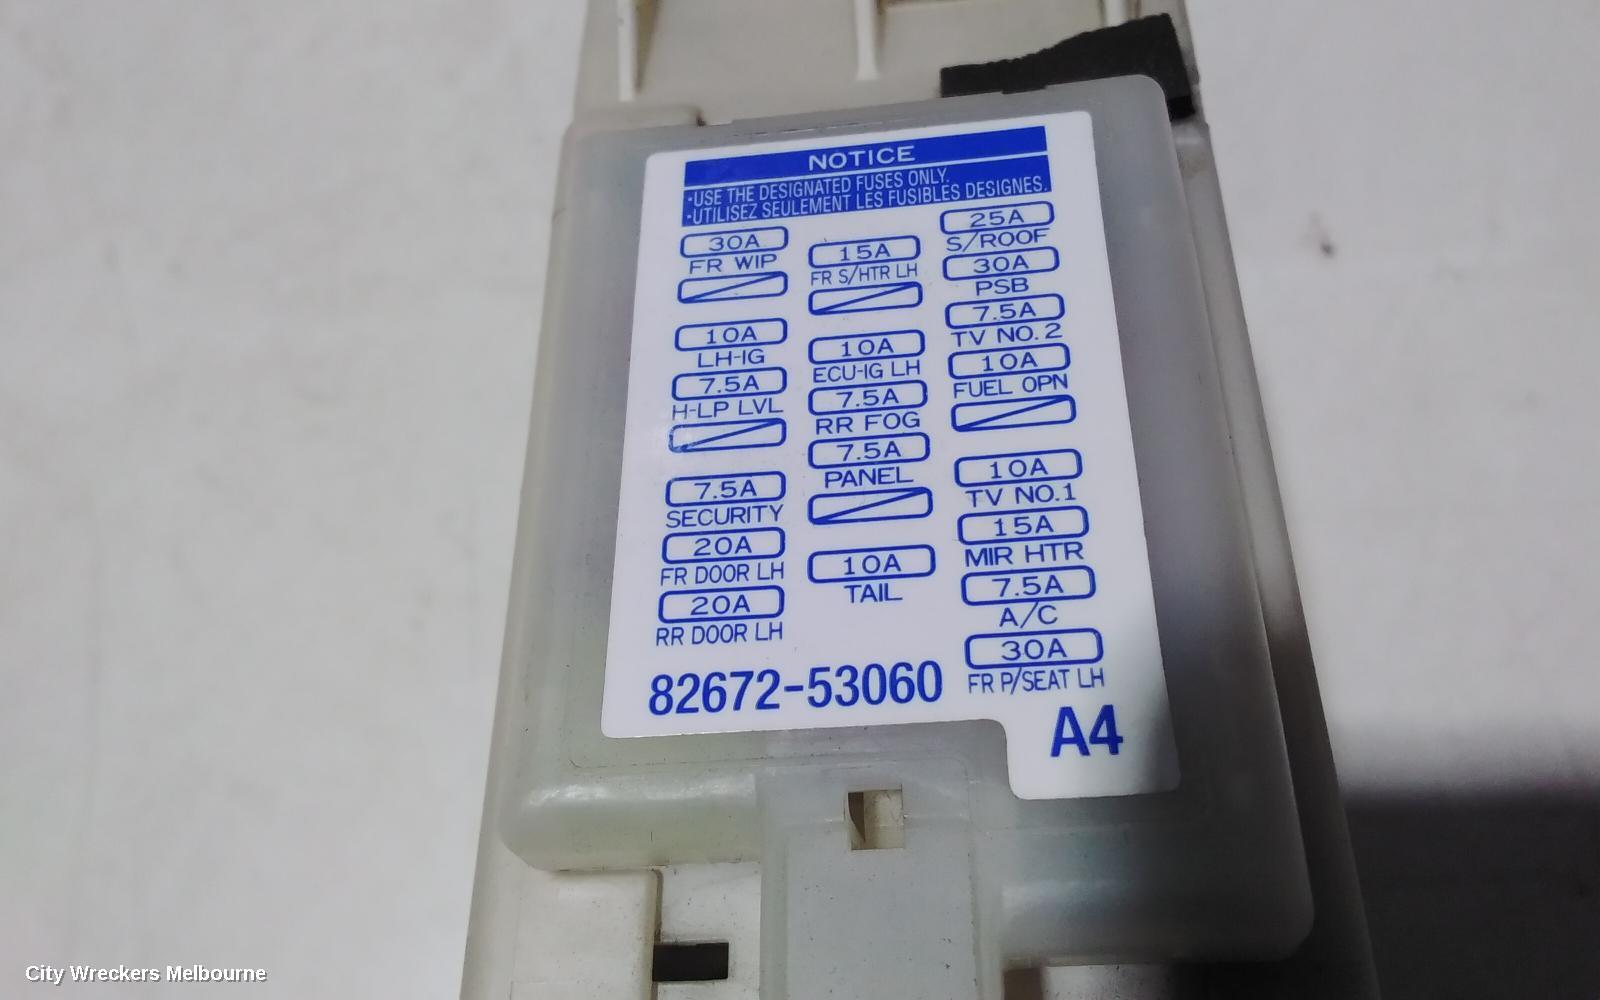 NOTICE
·USE THE DESIGNATED FUSES ONLY.
·UTILISEZ SEULEMENT LES FUSIBLES DESIGNES.
30A
FR WIP
10A
LH-IG
7.5A
H-LP LVL
7.5A
SECURITY
20A
FR DOOR LH
20A
RR DOOR LH
15A
FR S/HTR LH
10A
ECU-IG LH
7.5A
RR FOG
7.5A
PANEL
10A
TAIL
25A
S/ROOF
30A
PSB
7.5A
TV NO.2
10A
FUEL OPN
10A
TV NO.1
15A
MIR HTR
7.5A
A/C
30A
FR P/SEAT LH
82672-53060
A4
City Wreckers Melbourne